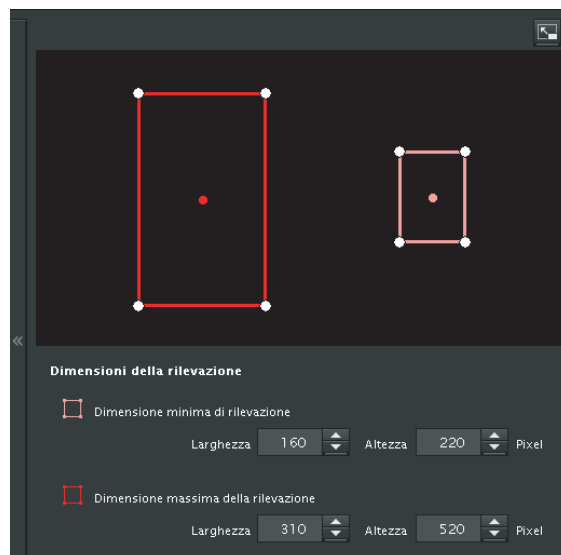 «
Dimensioni della rilevazione
Dimensione minima di rilevazione
Larghezza 160 Altezza 220 Pixel
Dimensione massima della rilevazione
Larghezza 310 Altezza 520 Pixel